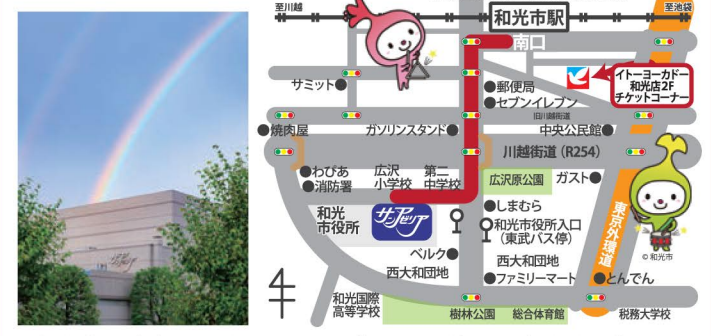 至川越
和光市駅
至池袋
南口
サミット
郵便局
セブンイレブン
イトーヨーカドー
和光店2F
チケットコーナー
旧川越街道
焼肉屋
ガソリンスタンド
中央公民館
川越街道(R254)
わぴあ
消防署
広沢
小学校
第二
中学校
広沢原公園
ガスト
和光
市役所
サンアゼリア
しまむら
和光市役所入口
(東武バス停)
東京外環道
©和光市
ベルク
西大和団地
西大和団地
ファミリーマート
とんでん
和光国際
高等学校
樹林公園
総合体育館
税務大学校